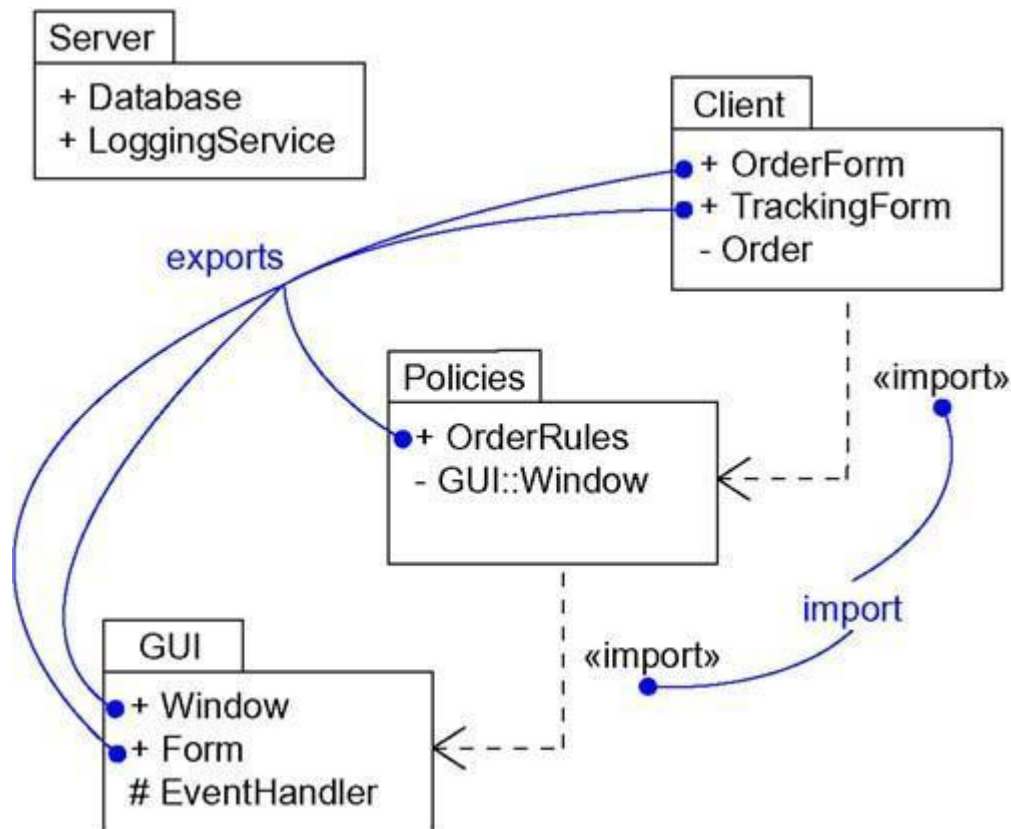 Server
+ Database
+ LoggingService
Client
+ OrderForm
+ TrackingForm
- Order
exports
Policies
+ OrderRules
- GUI::Window
«import»
import
«import»
GUI
+ Window
+ Form
# EventHandler